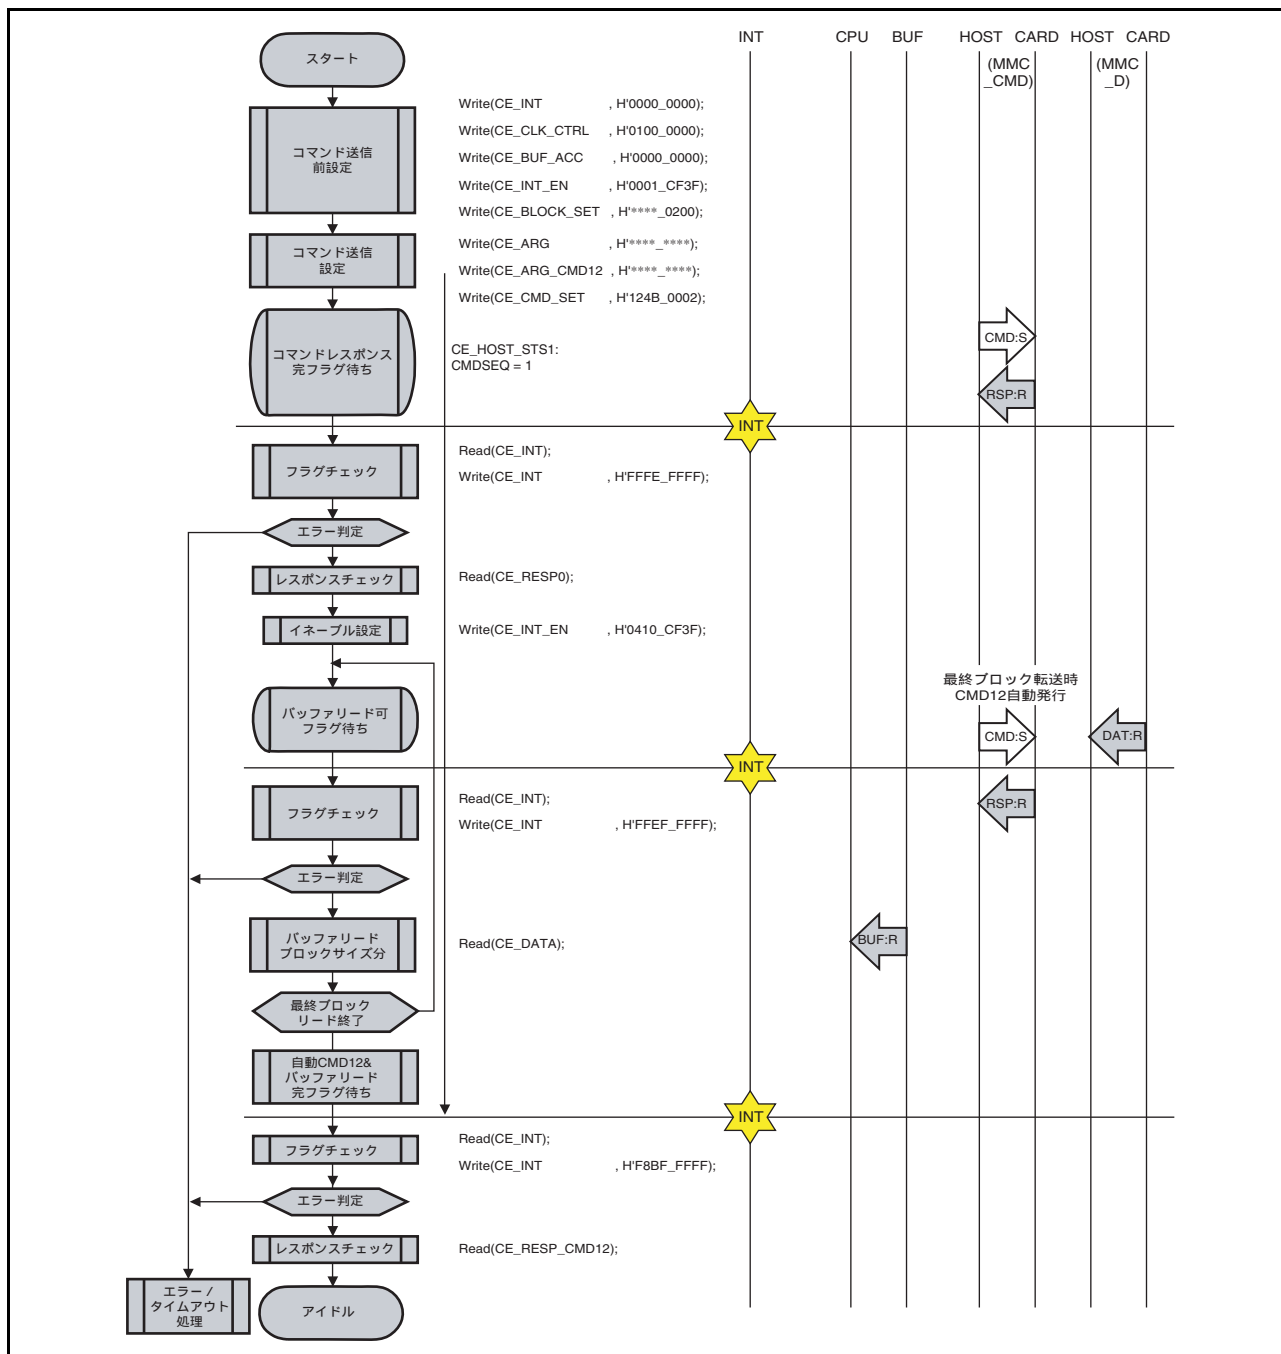 スタート
INT
CPU
BUF
HOST
CARD
HOST
CARD
(MMC
_CMD)
(MMC
_D)
コマンド送信
前設定
Write(CE_INT , H'0000_0000);
Write(CE_CLK_CTRL , H'0100_0000);
Write(CE_BUF_ACC , H'0000_0000);
Write(CE_INT_EN , H'0001_CF3F);
Write(CE_BLOCK_SET , H'****_0200);
コマンド送信
設定
Write(CE_ARG , H'****_****);
Write(CE_ARG_CMD12 , H'****_****);
Write(CE_CMD_SET , H'124B_0002);
コマンドレスポンス
完フラグ待ち
CE_HOST_STS1:
CMDSEQ = 1
CMD:S
RSP:R
INT
フラグチェック
Read(CE_INT);
Write(CE_INT , H'FFFE_FFFF);
エラー判定
レスポンスチェック
Read(CE_RESP0);
イネーブル設定
Write(CE_INT_EN , H'0410_CF3F);
バッファリード可
フラグ待ち
最終ブロック転送時
CMD12自動発行
CMD:S
DAT:R
INT
フラグチェック
Read(CE_INT);
Write(CE_INT , H'FFEF_FFFF);
RSP:R
エラー判定
バッファリード
ブロックサイズ分
Read(CE_DATA);
BUF:R
最終ブロック
リード終了
自動CMD12&
バッファリード
完フラグ待ち
INT
フラグチェック
Read(CE_INT);
Write(CE_INT , H'F8BF_FFFF);
エラー判定
レスポンスチェック
Read(CE_RESP_CMD12);
エラー /
タイムアウト
処理
アイドル